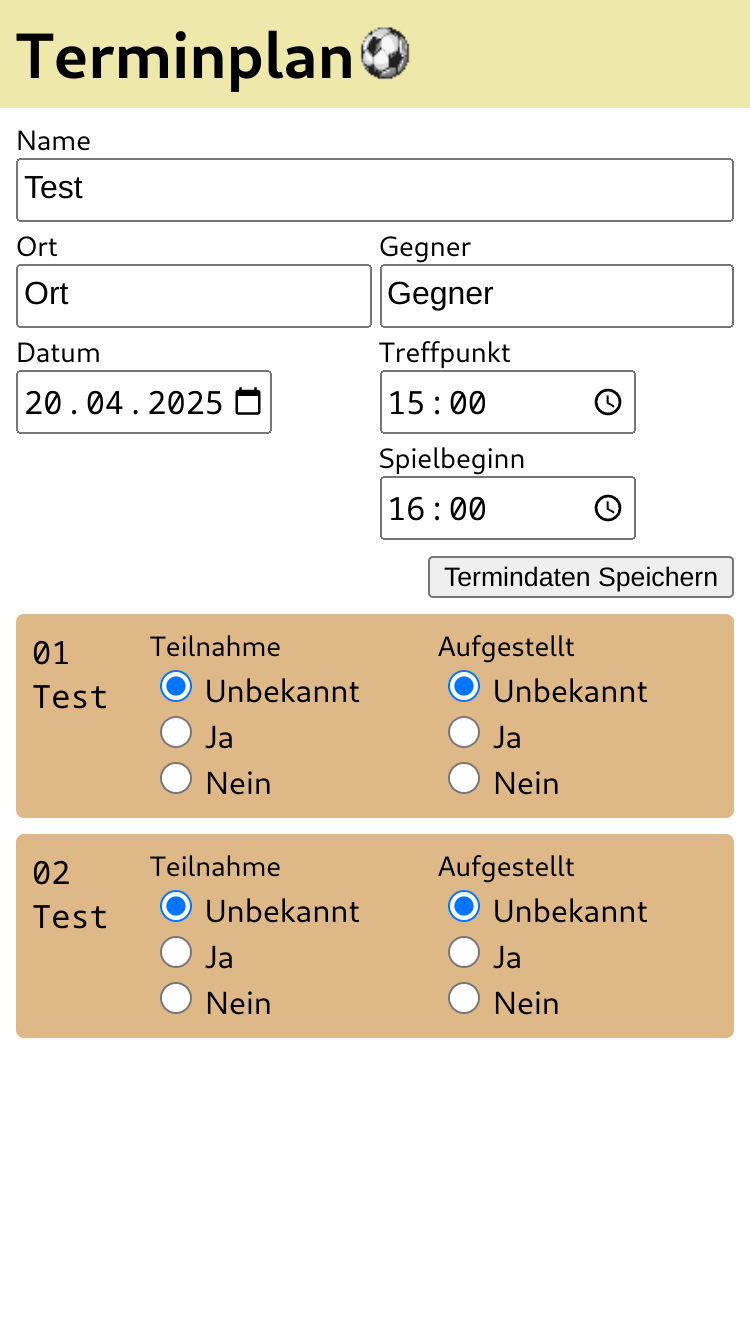 Terminplan
Name
Test
Ort Gegner
Ort Gegner
Datum Treffpunkt
20.04.2025 15:00
Spielbeginn
16:00
Termindaten Speichern
01 Teilnahme Aufgestellt
Test Unbekannt Unbekannt
Ja Ja
Nein Nein
02 Teilnahme Aufgestellt
Test Unbekannt Unbekannt
Ja Ja
Nein Nein